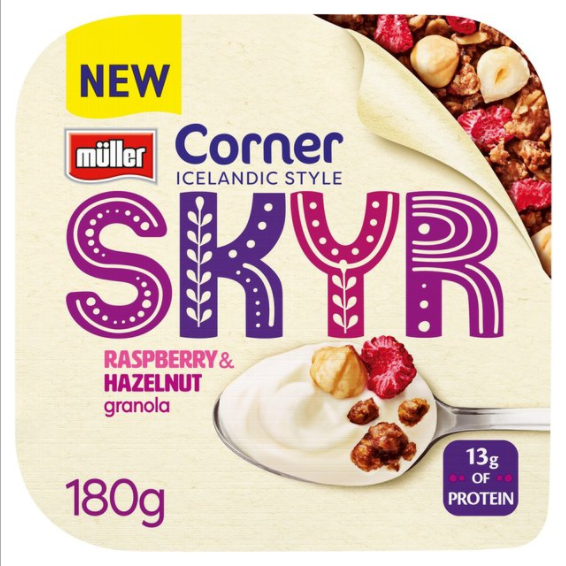 NEW
müller
Corner
ICELANDIC STYLE
SKYR
RASPBERRY &
HAZELNUT
granola
180g
13g
OF
PROTEIN